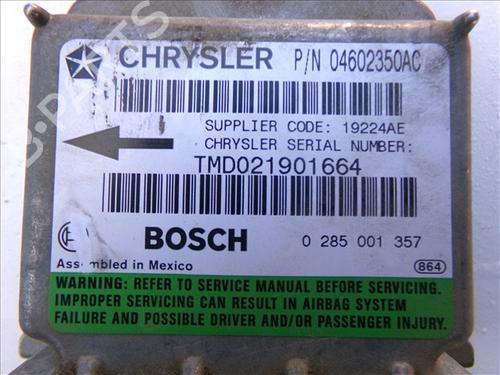 CHRYSLER P/N 04602350AC
SUPPLIER CODE: 19224AE
CHRYSLER SERIAL NUMBER:
TMD021901664
BOSCH 0 285 001 357
Assembled in Mexico 864
WARNING: REFER TO SERVICE MANUAL BEFORE SERVICING.
IMPROPER SERVICING CAN RESULT IN AIRBAG SYSTEM
FAILURE AND POSSIBLE DRIVER AND/OR PASSENGER INJURY.